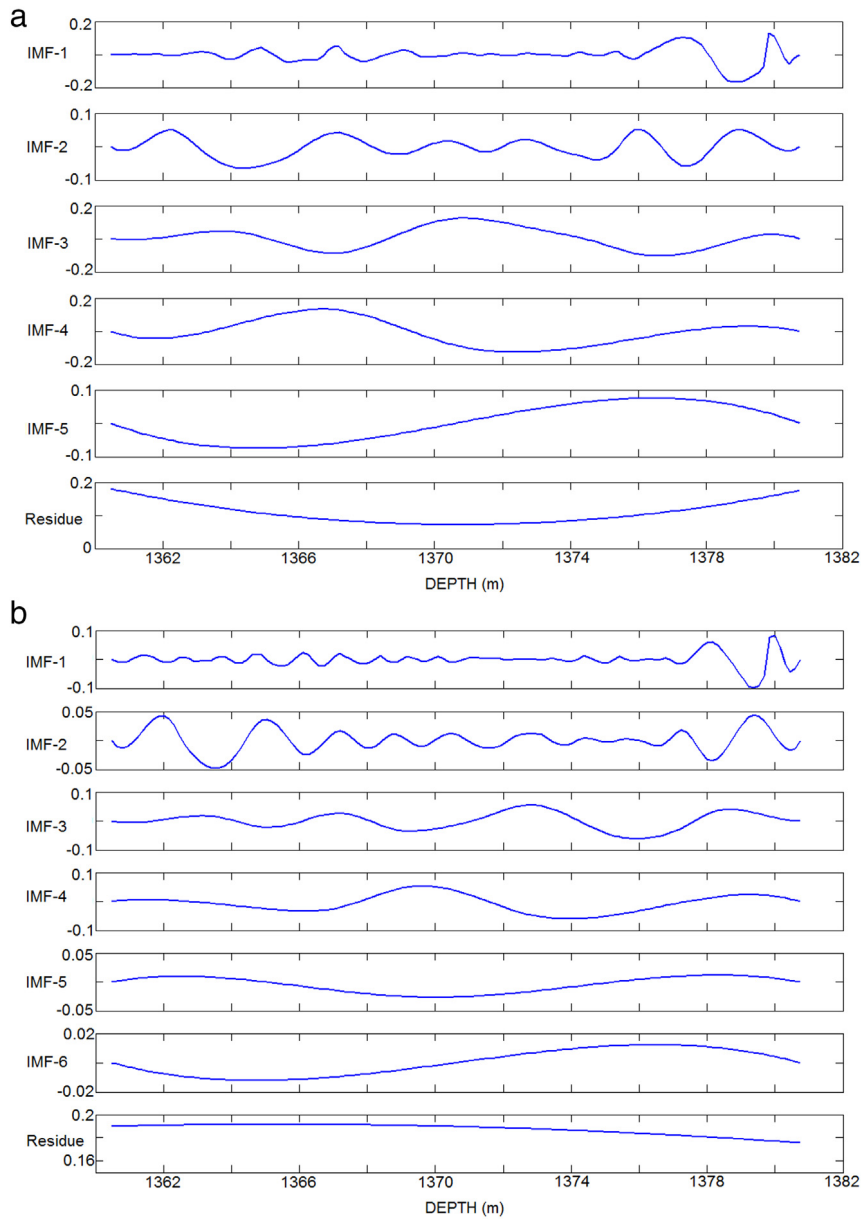 a
0.2
IMF-1
-0.2
0.1
IMF-2
-0.1
0.2
IMF-3
-0.2
0.2
IMF-4
-0.2
0.1
IMF-5
-0.1
0.2
Residue
0
1362 1366 1370 1374 1378 1382
DEPTH (m)
b
0.1
IMF-1
-0.1
0.05
IMF-2
-0.05
0.1
IMF-3
-0.1
0.1
IMF-4
-0.1
0.05
IMF-5
-0.05
0.02
IMF-6
-0.02
0.2
Residue
0.16
1362 1366 1370 1374 1378 1382
DEPTH (m)